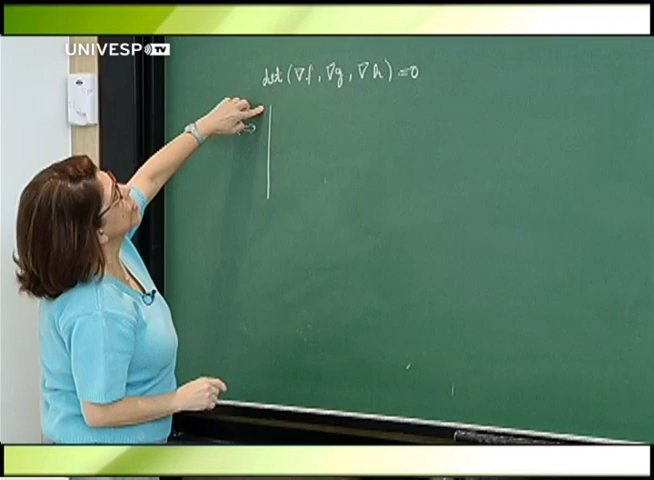 UNIVESP TV
det (∇f, ∇g, ∇h) = 0